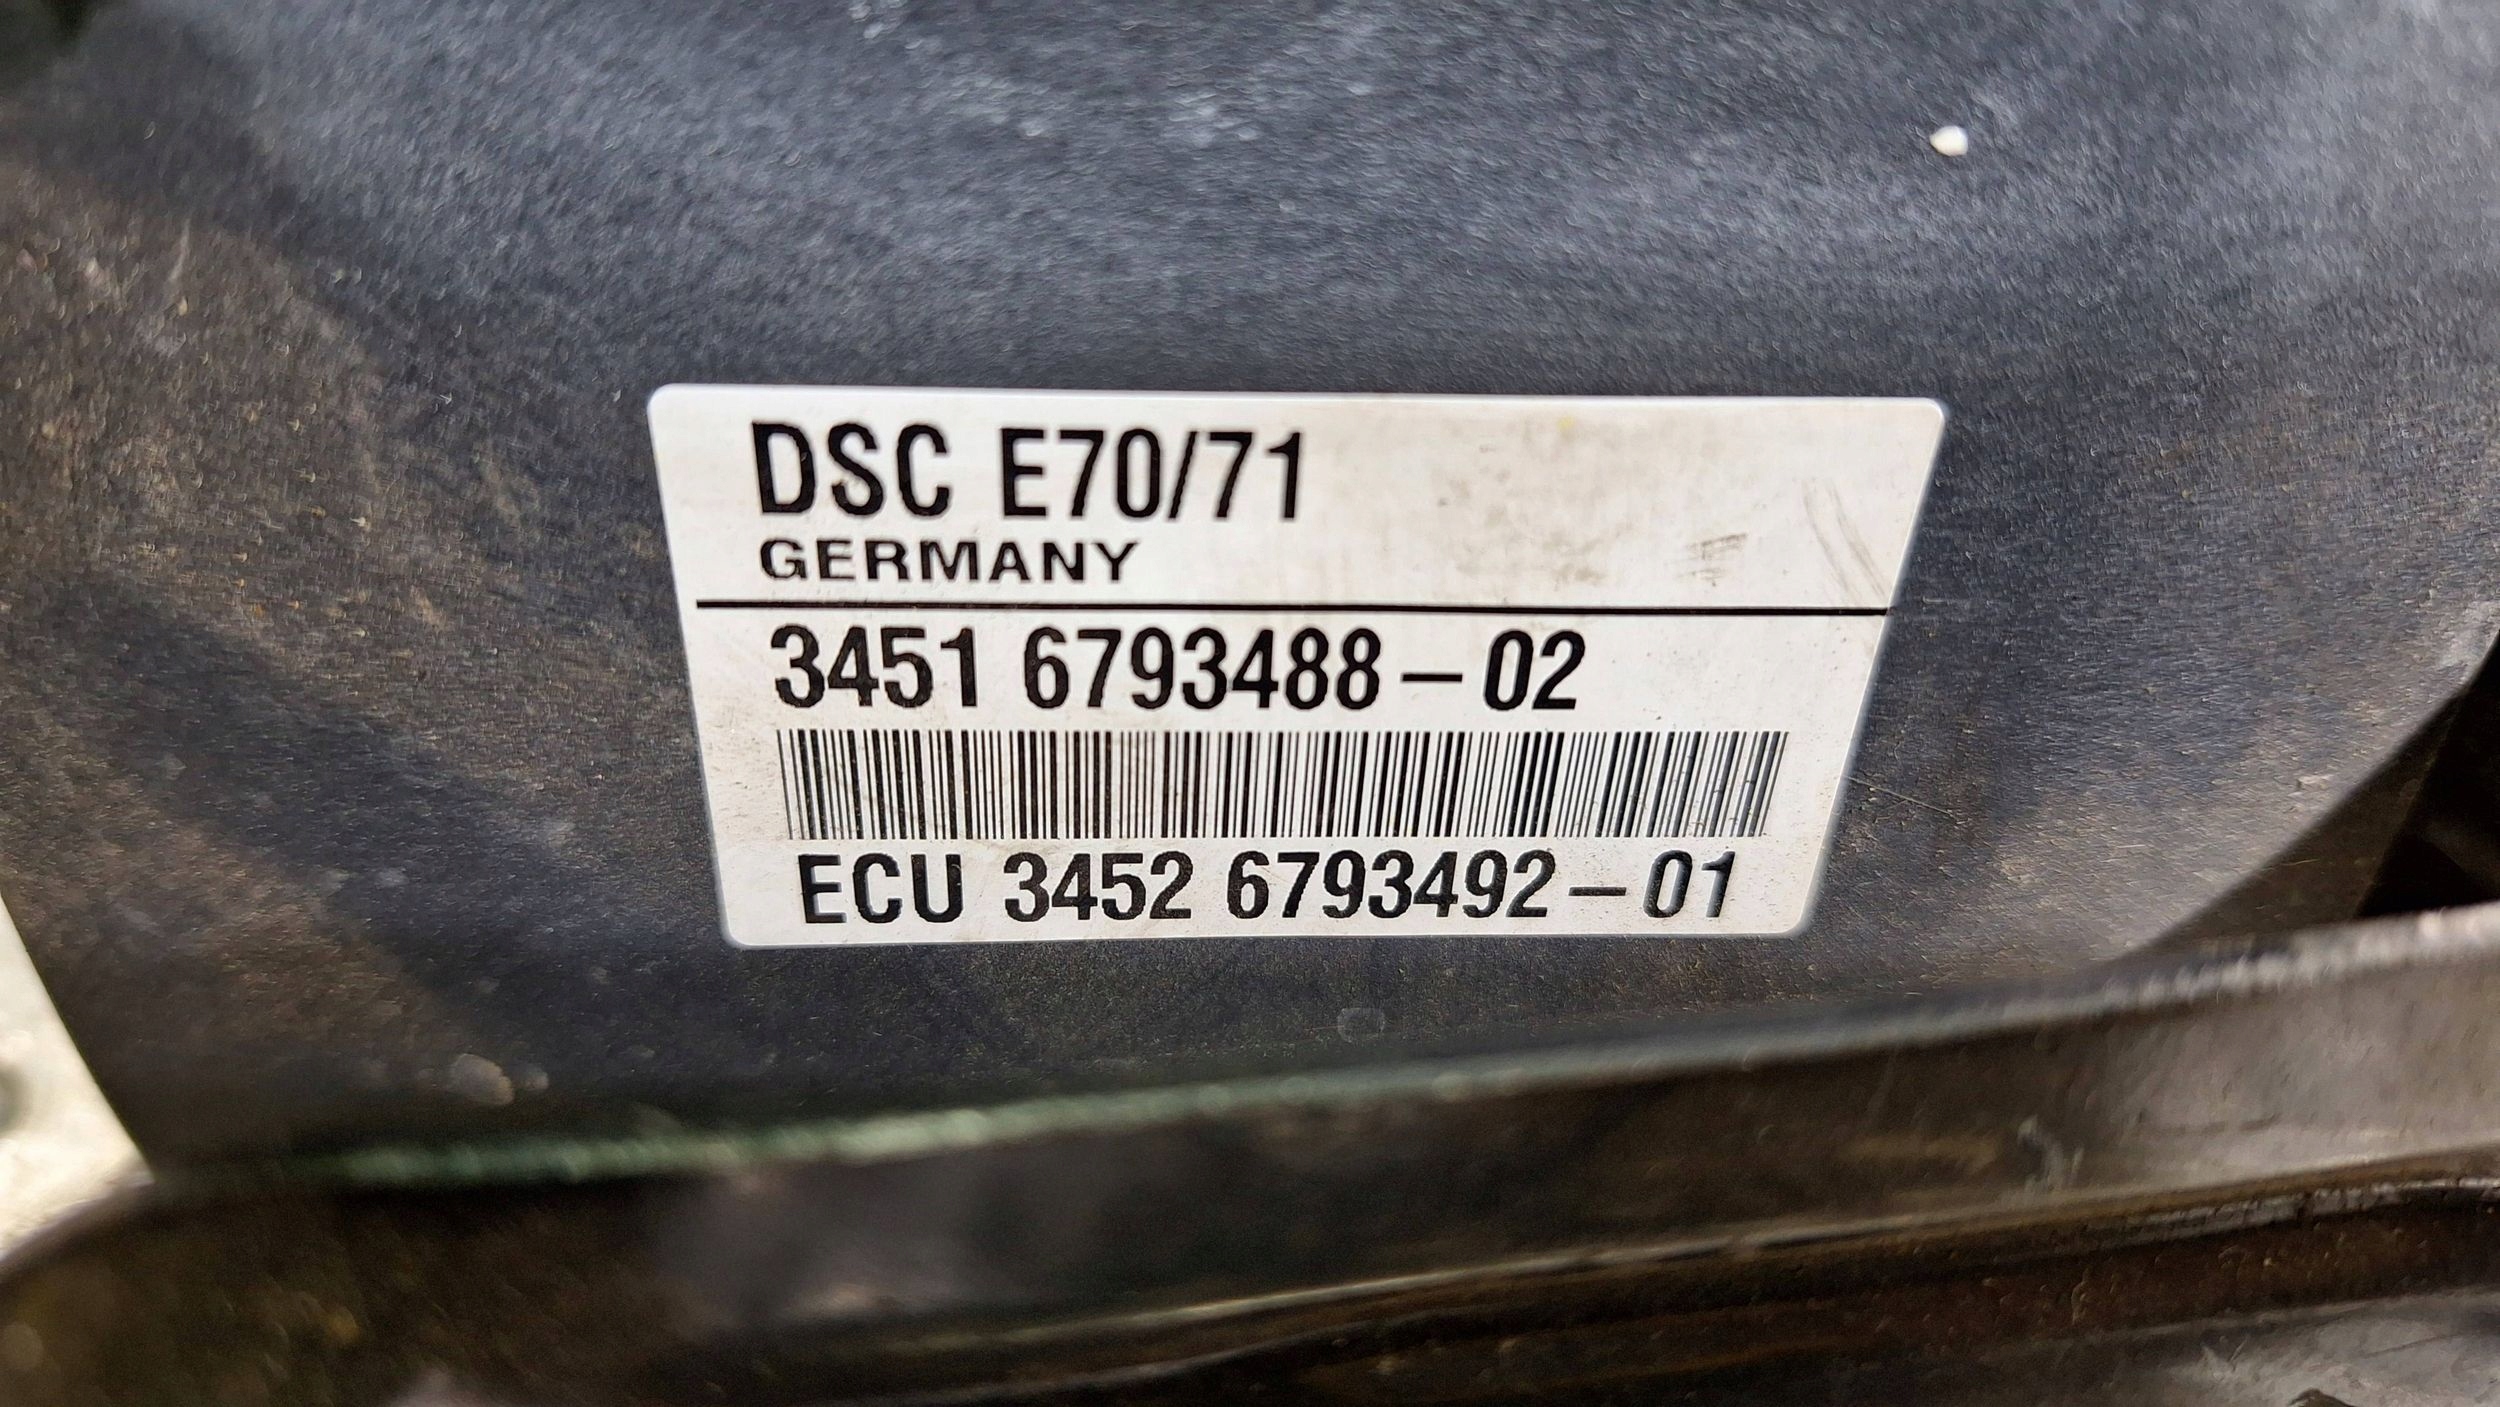 DSC E70/71
GERMANY
3451 6793488-02
ECU 3452 6793492-01